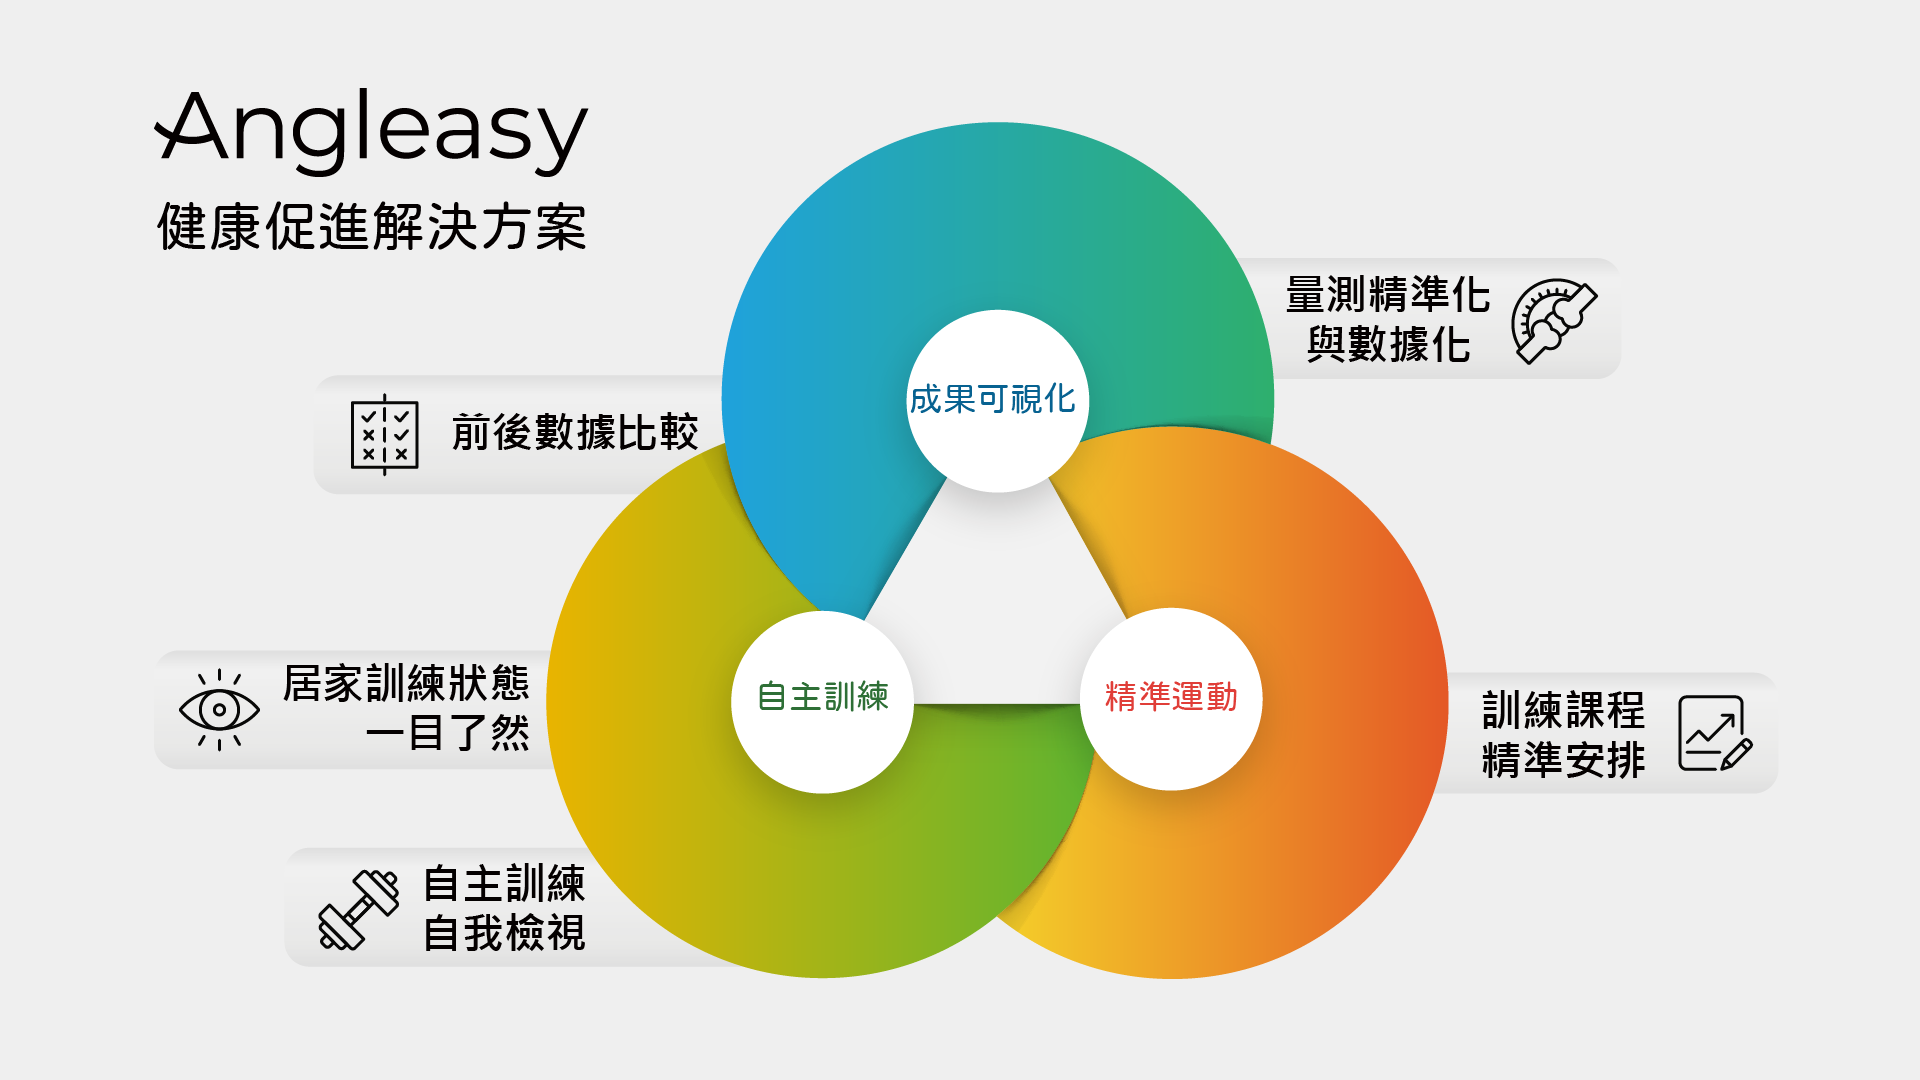 Angleasy
健康促進解決方案
量測精準化
與數據化
成果可視化
前後數據比較
居家訓練狀態
一目了然
自主訓練
精準運動
訓練課程
精準安排
自主訓練
自我檢視